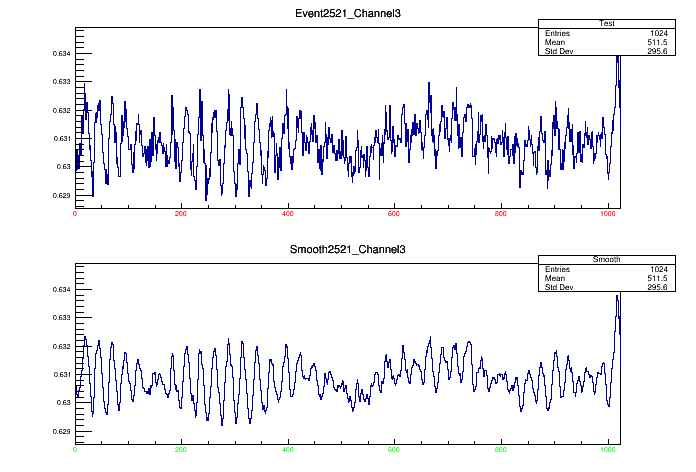 Event2521_Channel3
Test
Entries 1024
Mean 511.5
Std Dev 295.6
0.634
0.633
0.632
0.631
0.63
0.629
0 200 400 600 800 1000
Smooth2521_Channel3
Smooth
Entries 1024
Mean 511.5
Std Dev 295.6
0.634
0.633
0.632
0.631
0.63
0.629
0 200 400 600 800 1000